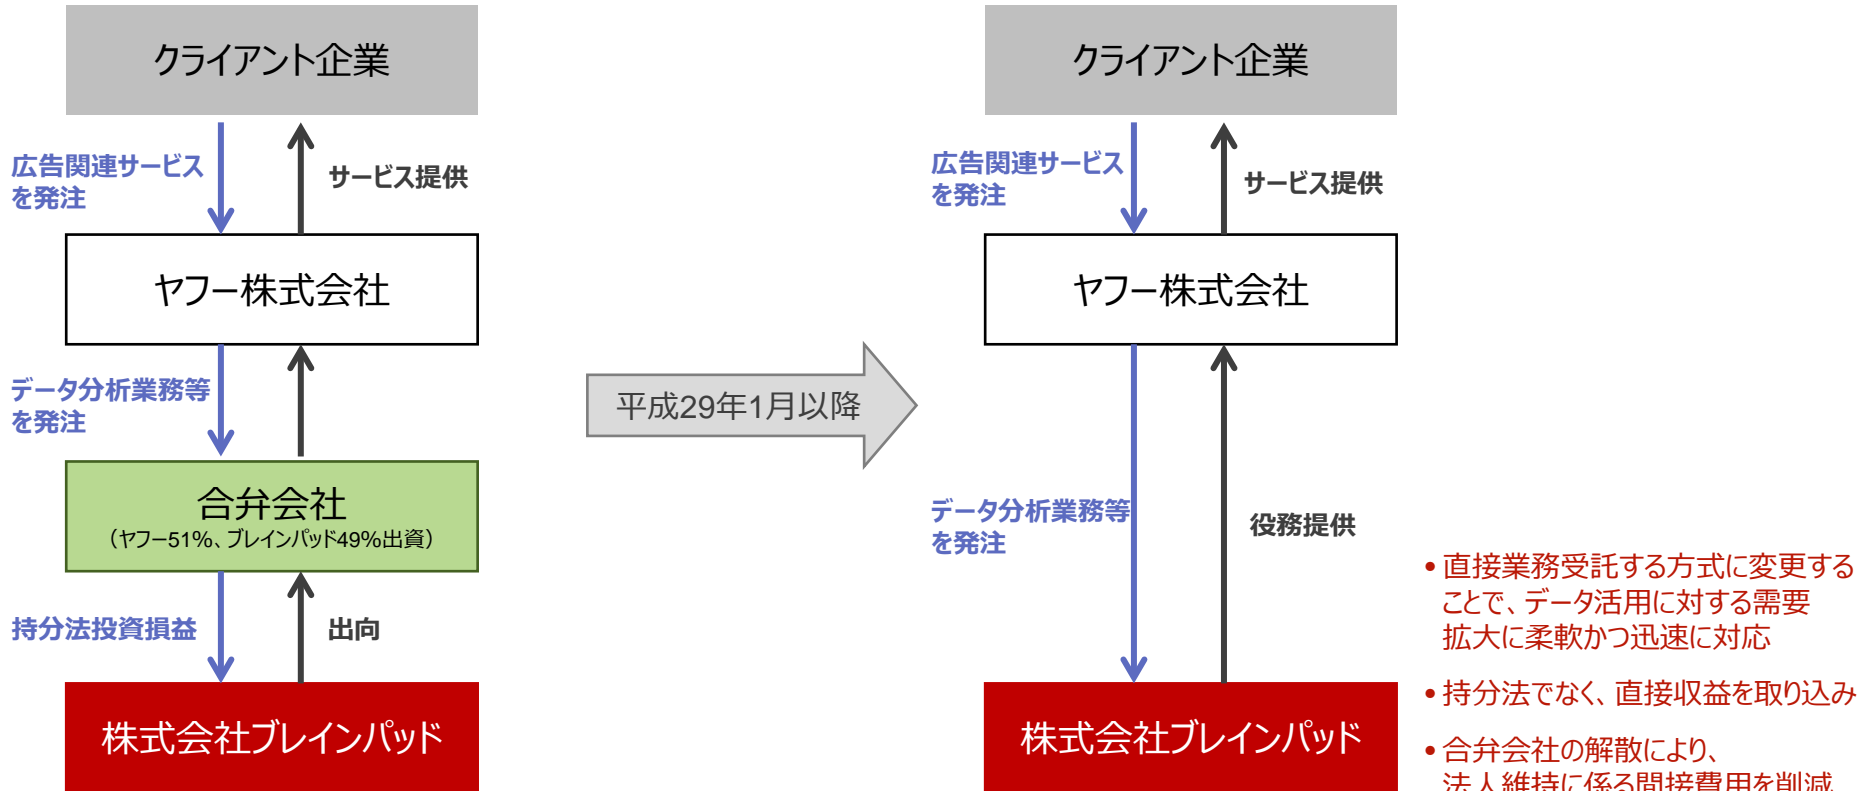 クライアント企業
広告関連サービス
を発注
サービス提供
ヤフー株式会社
データ分析業務等
を発注
合弁会社
（ヤフー51%、ブレインパッド49%出資）
持分法投資損益
出向
株式会社ブレインパッド
平成29年1月以降
クライアント企業
広告関連サービス
を発注
サービス提供
ヤフー株式会社
データ分析業務等
を発注
役務提供
株式会社ブレインパッド
•直接業務受託する方式に変更する
ことで、データ活用に対する需要
拡大に柔軟かつ迅速に対応
•持分法でなく、直接収益を取り込み
•合弁会社の解散により、
法人維持に係る間接費用を削減